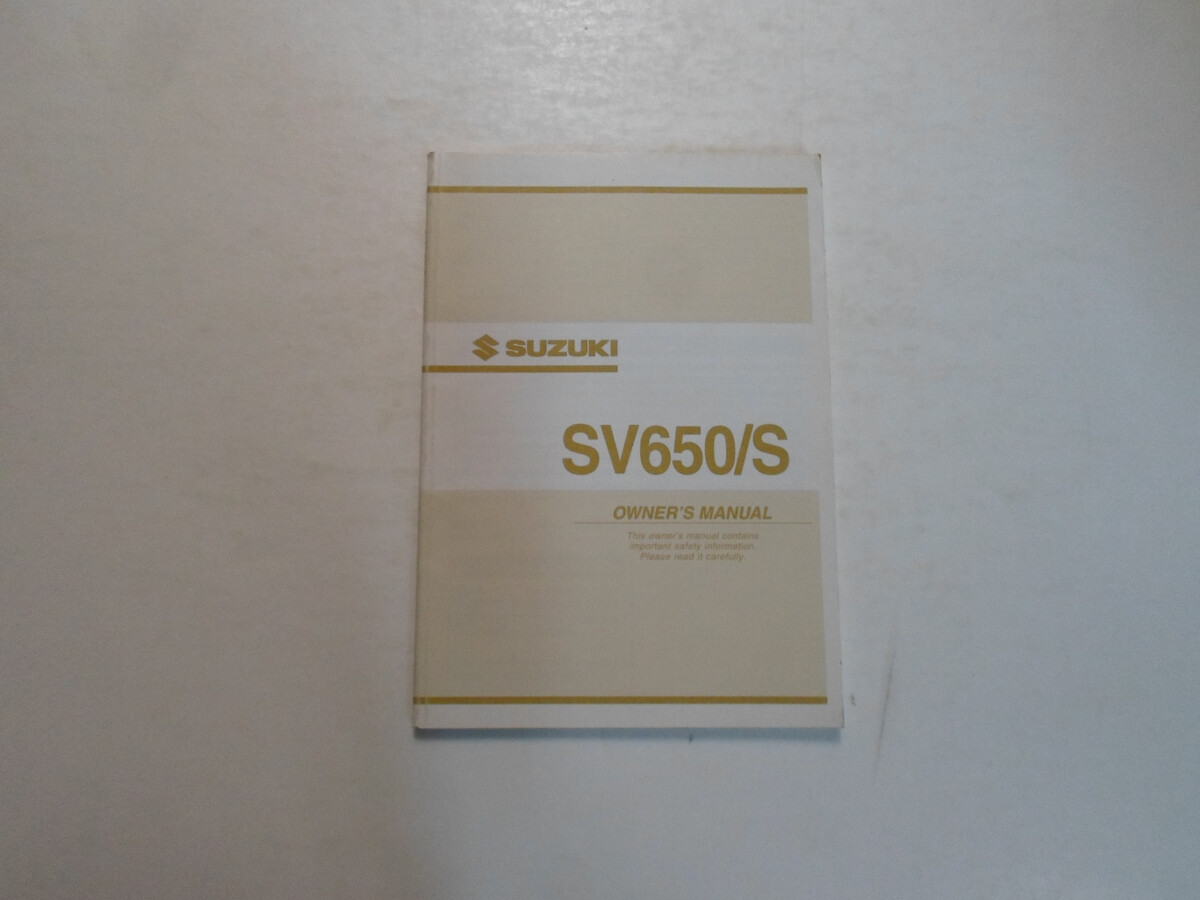 SUZUKI
SV650/S
OWNER'S MANUAL
This owner's manual contains
important safety information.
Please read it carefully.